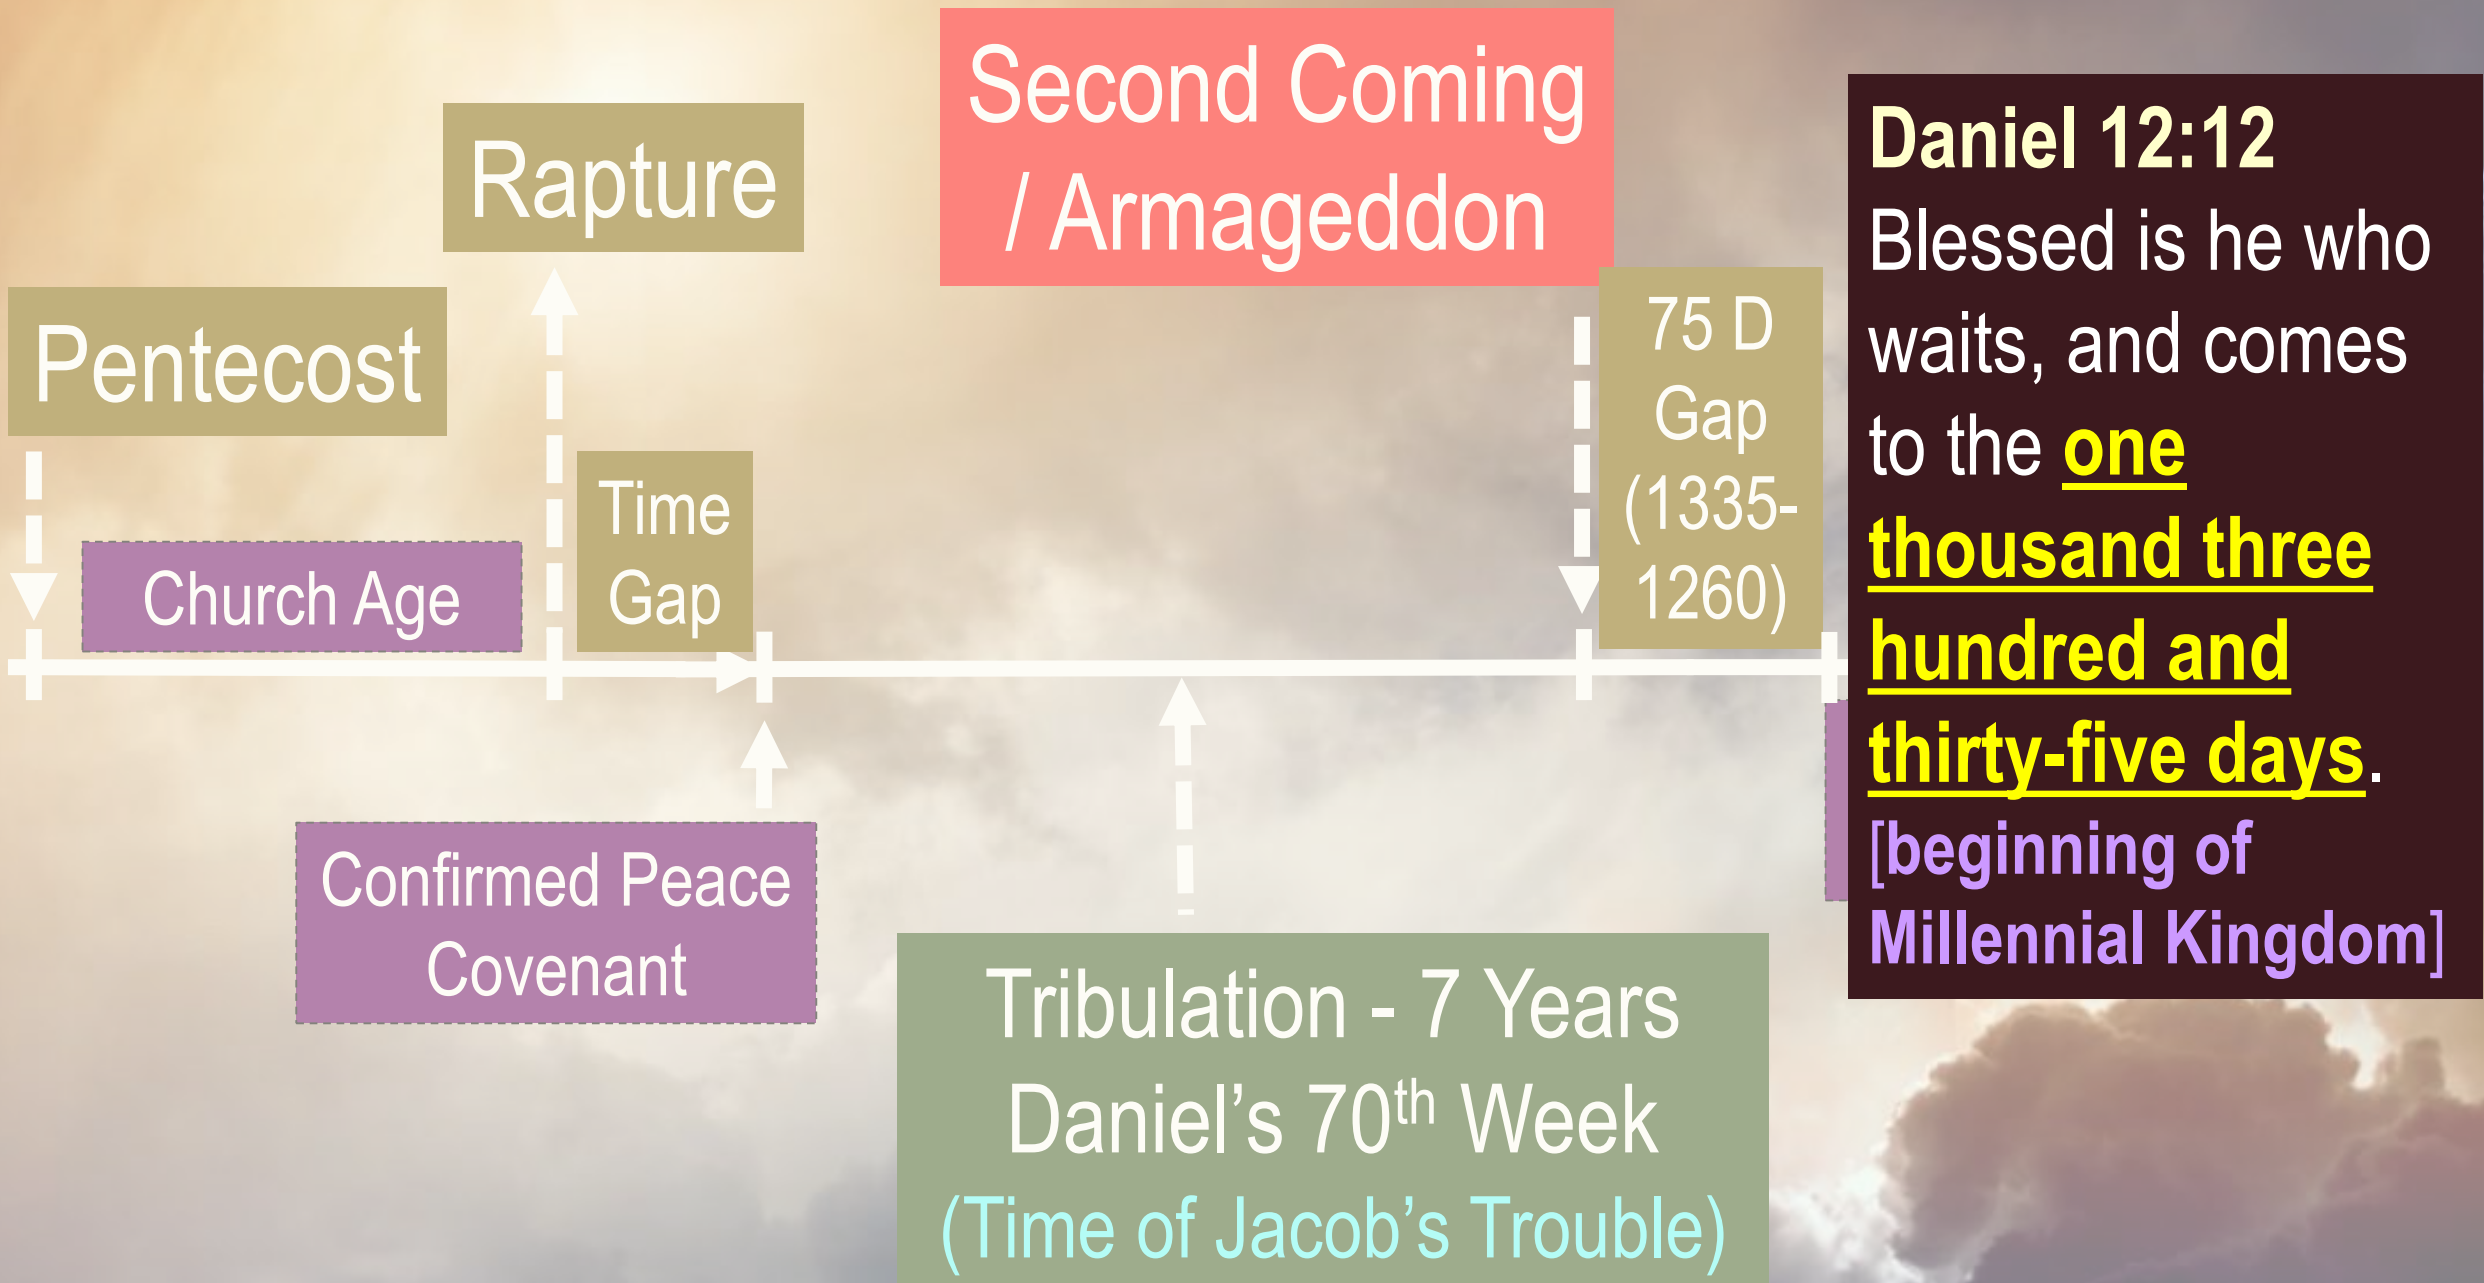 Pentecost
Church Age
Rapture
Time
Gap
Confirmed Peace
Covenant
Second Coming
/ Armageddon
75 D
Gap
(1335-
1260)
Tribulation - 7 Years
Daniel’s 70th Week
(Time of Jacob’s Trouble)
Daniel 12:12
Blessed is he who
waits, and comes
to the one
thousand three
hundred and
thirty-five days.
[beginning of
Millennial Kingdom]